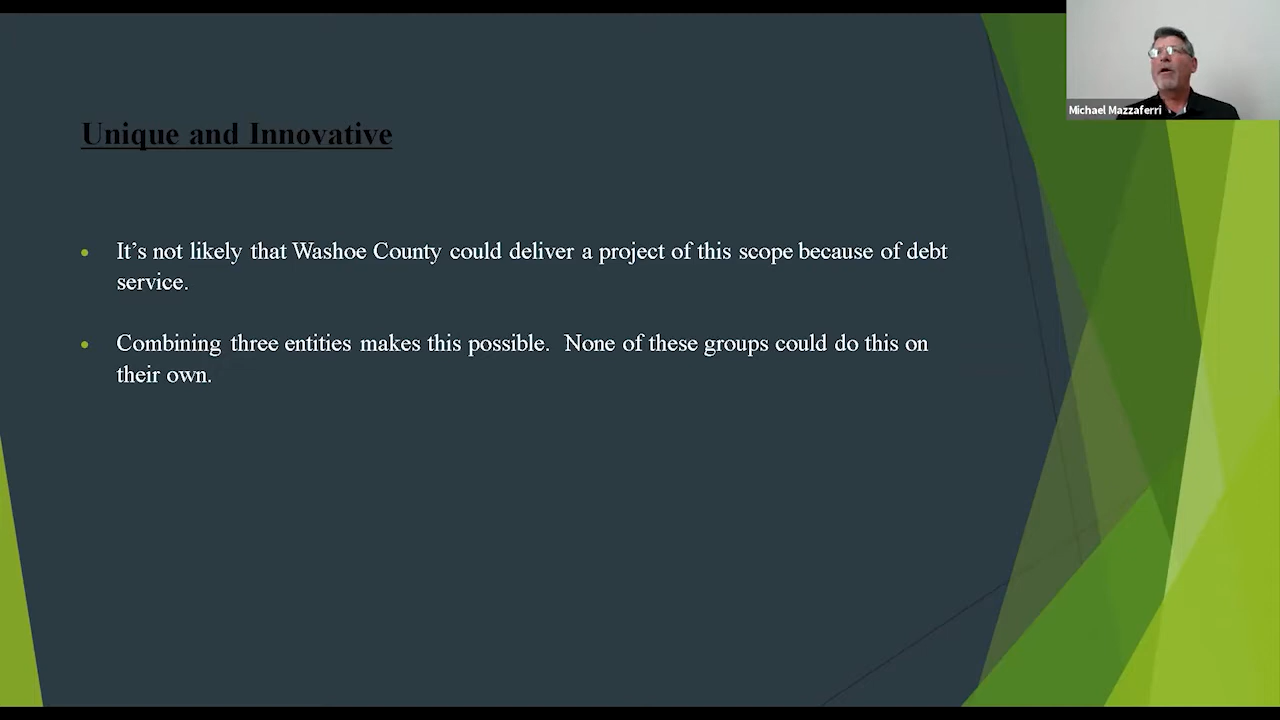 Michael Mazzaferri
Unique and Innovative
It’s not likely that Washoe County could deliver a project of this scope because of debt
service.
Combining three entities makes this possible.  None of these groups could do this on
their own.